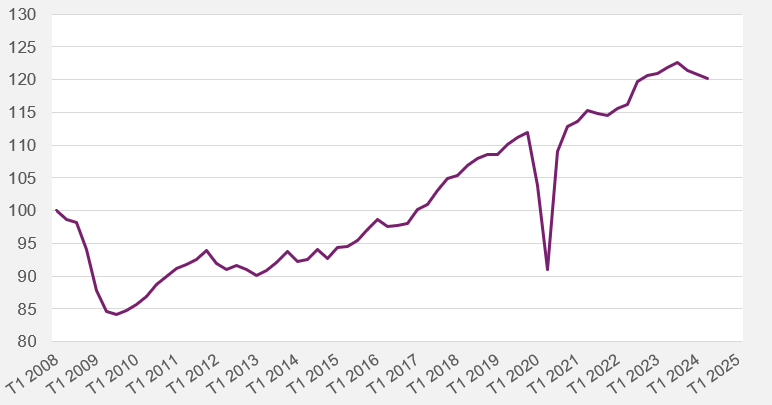 130
125
120
115
110
105
100
95
90
85
80
T1 2008
T1 2009
T1 2010
T1 2011
T1 2012
T1 2013
T1 2014
T1 2015
T1 2016
T1 2017
T1 2018
T1 2019
T1 2020
T1 2021
T1 2022
T1 2023
T1 2024
T1 2025